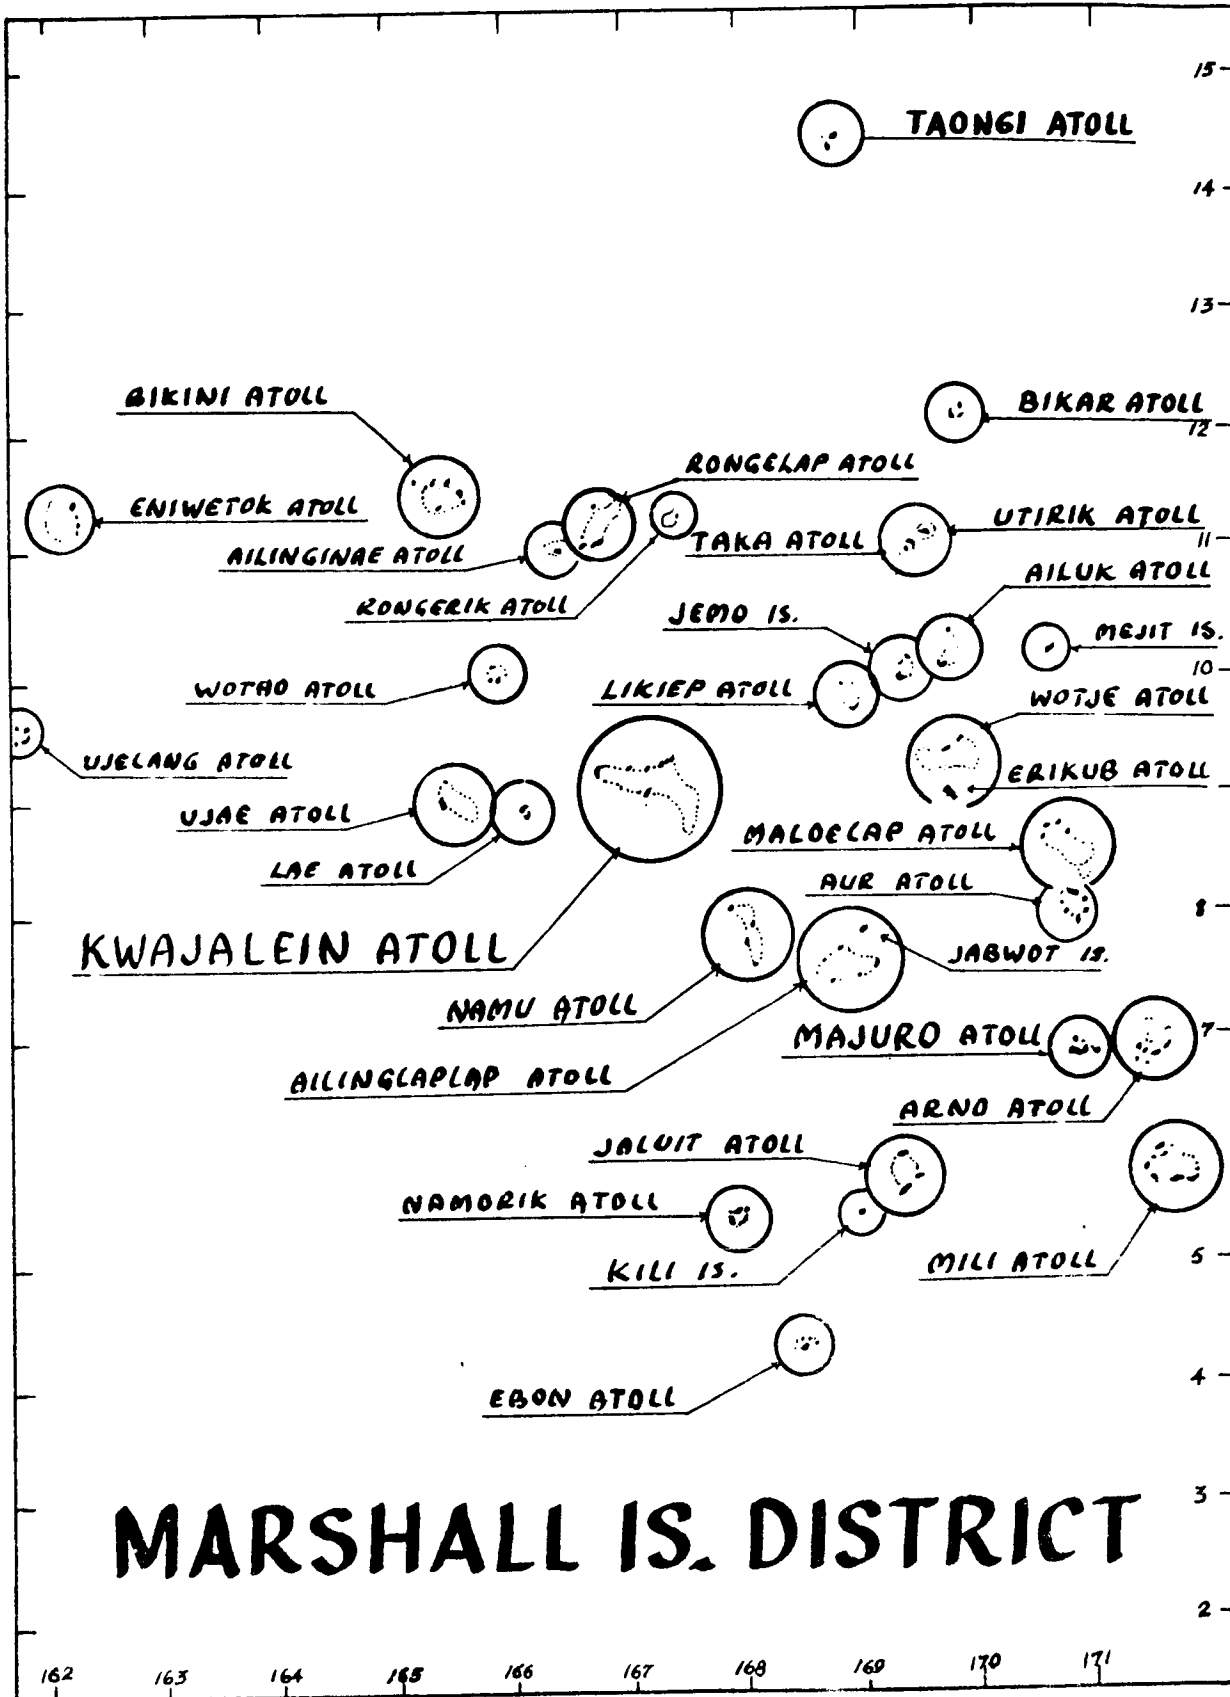 15
TAONGI ATOLL
14
13
BIKINI ATOLL
BIKAR ATOLL
12
RONGELAP ATOLL
ENIWETOK ATOLL
UTIRIK ATOLL
TAKA ATOLL
11
AILINGINAE ATOLL
AILUK ATOLL
RONGERIK ATOLL
JEMO IS.
MEJIT IS.
10
WOTHO ATOLL
LIKIEP ATOLL
WOTJE ATOLL
UJELANG ATOLL
ERIKUB ATOLL
UJAE ATOLL
MALOELAP ATOLL
LAE ATOLL
AUR ATOLL
8
KWAJALEIN ATOLL
JABWOT IS.
NAMU ATOLL
7
MAJURO ATOLL
AILINGLAPLAP ATOLL
ARNO ATOLL
JALUIT ATOLL
NAMORIK ATOLL
5
KILI IS.
MILI ATOLL
4
EBON ATOLL
3
MARSHALL IS. DISTRICT
2
162 163 164 165 166 167 168 169 170 171